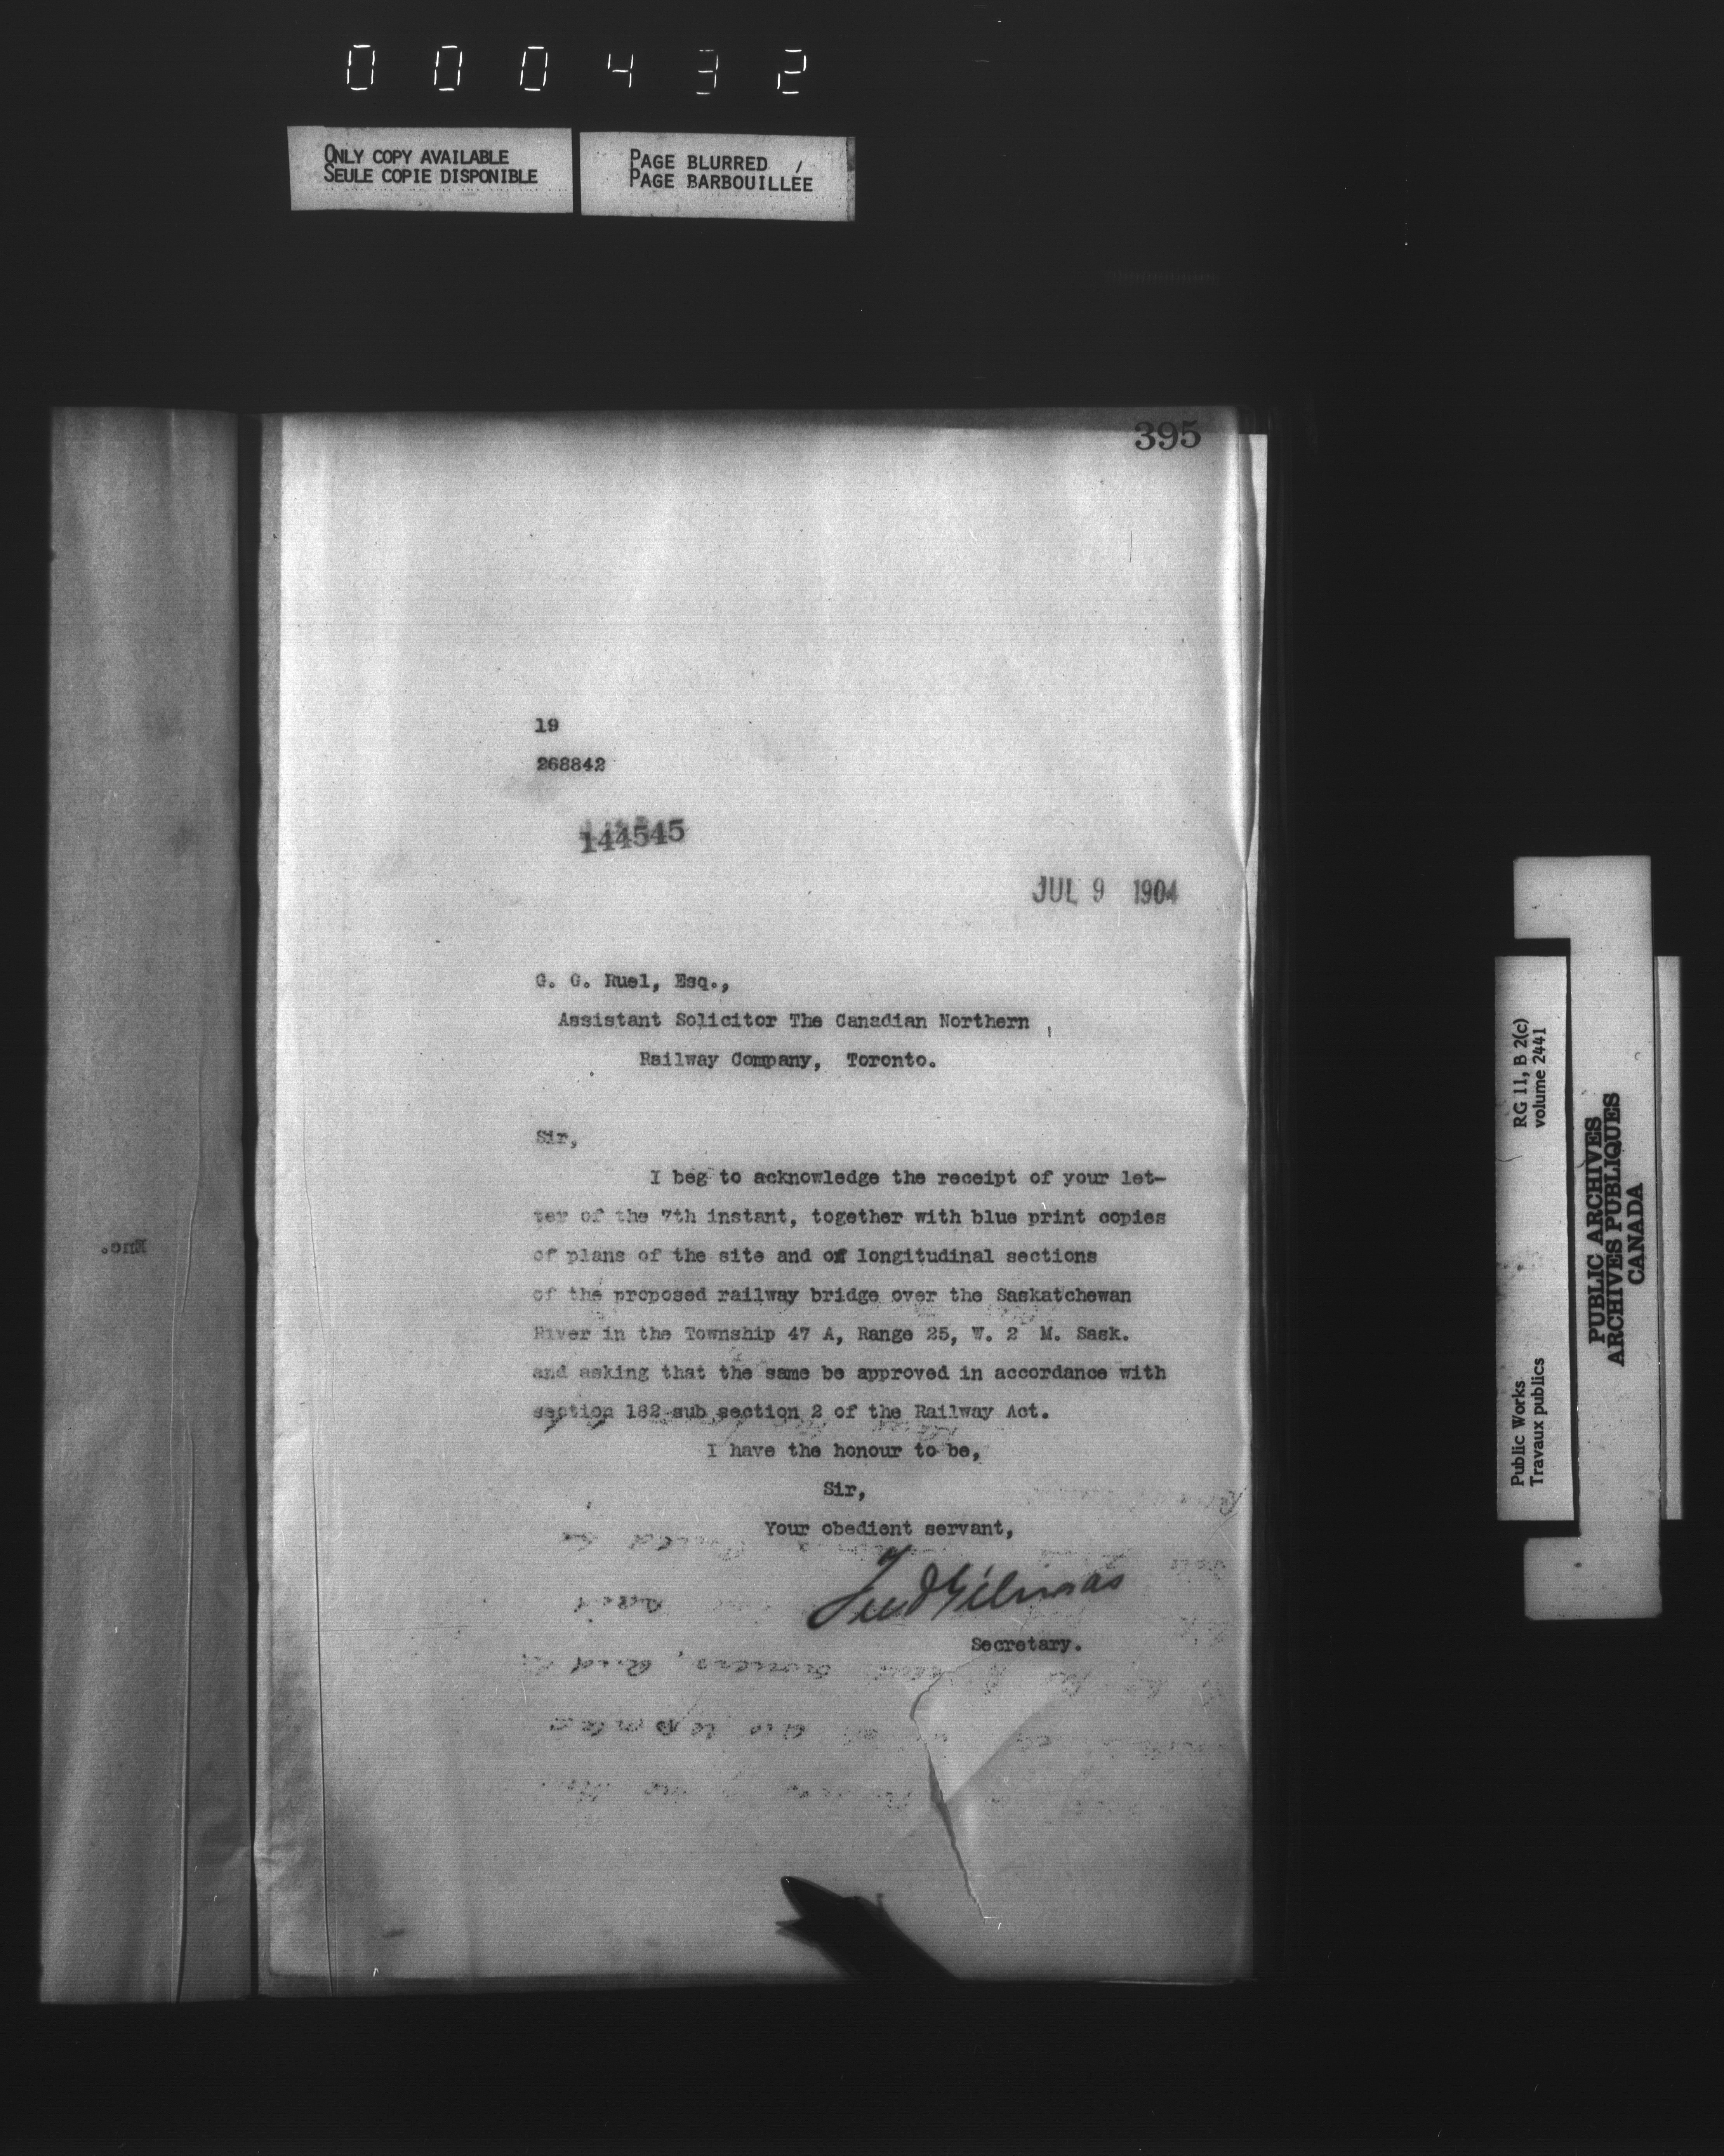 000432
ONLY COPY AVAILABLE
SEULE COPIE DISPONIBLE
PAGE BLURRED
PAGE BARBOUILLÉE
395
19
268842
144545
JUL 9 1904
G. G. Ruel, Esq.,
Assistant Solicitor The Canadian Northern
Railway Company, Toronto.
Sir,
I beg to acknowledge the receipt of your let-
ter of the 7th instant, together with blue print copies
of plans of the site and of longitudinal sections
of the proposed railway bridge over the Saskatchewan
River in the Township 47 A, Range 25, W. 2 M. Sask.
and asking that the same be approved in accordance with
section 182 sub section 2 of the Railway Act.
I have the honour to be,
Sir,
Your obedient servant,
Fred Gélinas
Secretary.
Enc.
RG 11, B 2(c)
volume 2441
Public Works
Travaux publics
PUBLIC ARCHIVES
ARCHIVES PUBLIQUES
CANADA